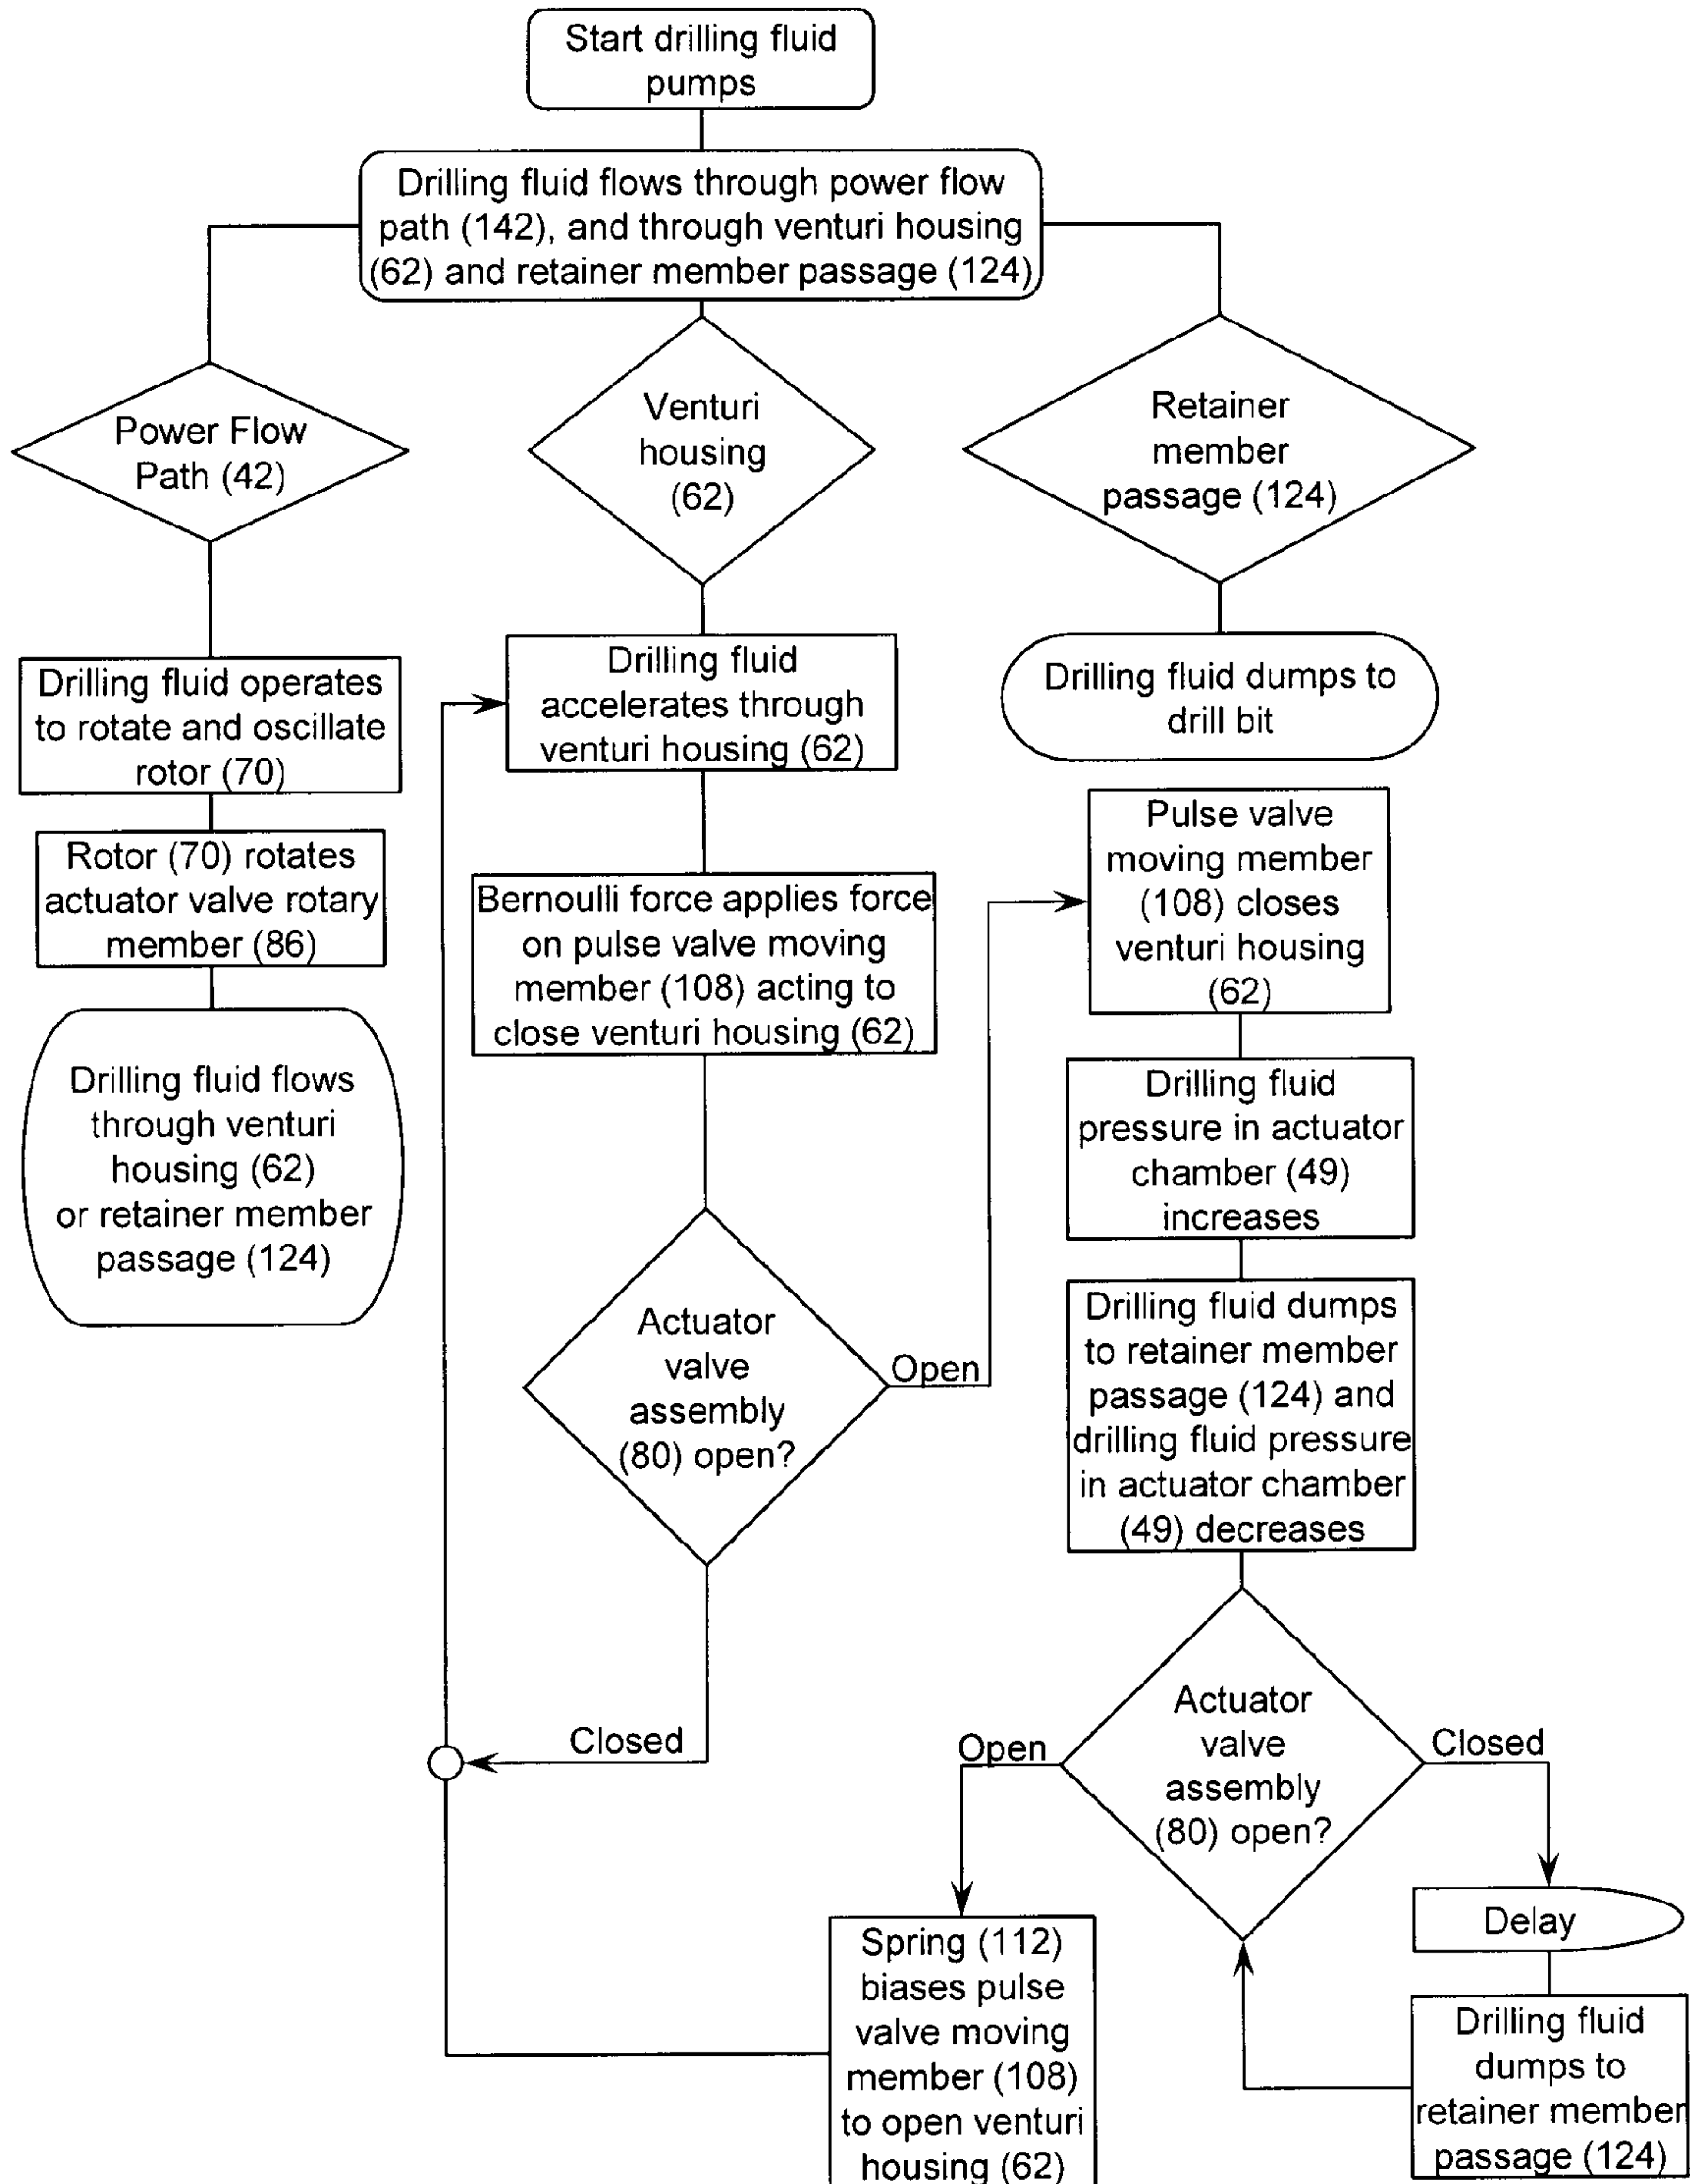 Start drilling fluid
pumps
Drilling fluid flows through power flow
path (142), and through venturi housing
(62) and retainer member passage (124)
Power Flow
Path (42)
Venturi
housing
(62)
Retainer
member
passage (124)
Drilling fluid operates
to rotate and oscillate
rotor (70)
Rotor (70) rotates
actuator valve rotary
member (86)
Drilling fluid flows
through venturi
housing (62)
or retainer member
passage (124)
Drilling fluid
accelerates through
venturi housing (62)
Bernoulli force applies force
on pulse valve moving
member (108) acting to
close venturi housing (62)
Actuator
valve
assembly
(80) open?
Open
Closed
Drilling fluid dumps to
drill bit
Pulse valve
moving member
(108) closes
venturi housing
(62)
Drilling fluid
pressure in actuator
chamber (49)
increases
Drilling fluid dumps
to retainer member
passage (124) and
drilling fluid pressure
in actuator chamber
(49) decreases
Actuator
valve
assembly
(80) open?
Open
Closed
Spring (112)
biases pulse
valve moving
member (108)
to open venturi
housing (62)
Delay
Drilling fluid
dumps to
retainer member
passage (124)